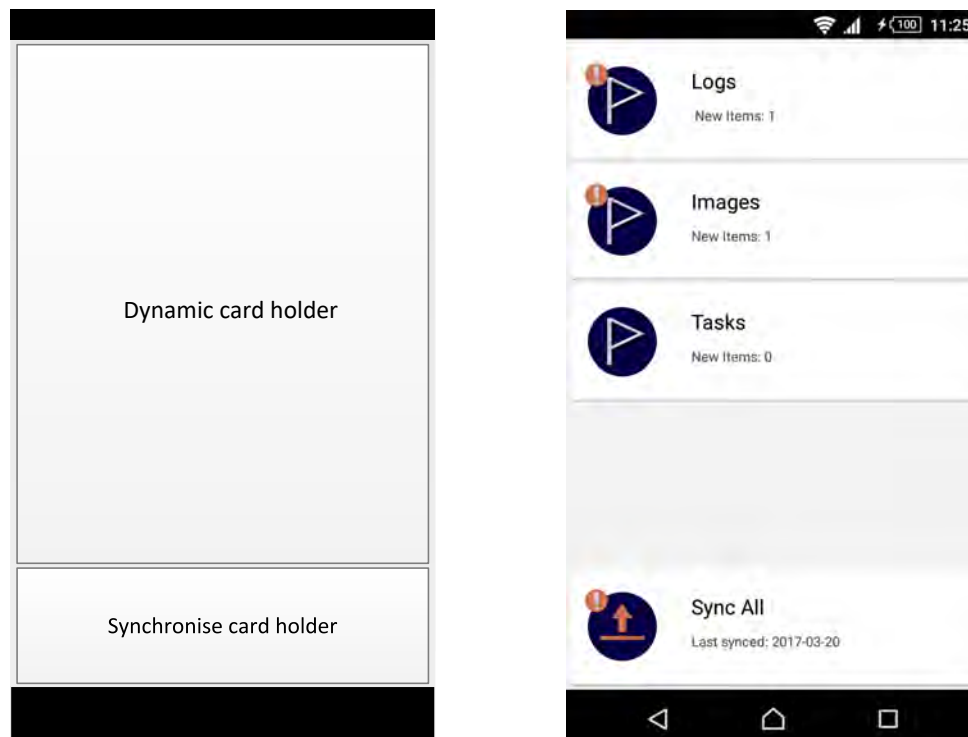 Dynamic card holder
Synchronise card holder
100 11:25
Logs
New Items: 1
Images
New Items: 1
Tasks
New Items: 0
Sync All
Last synced: 2017-03-20